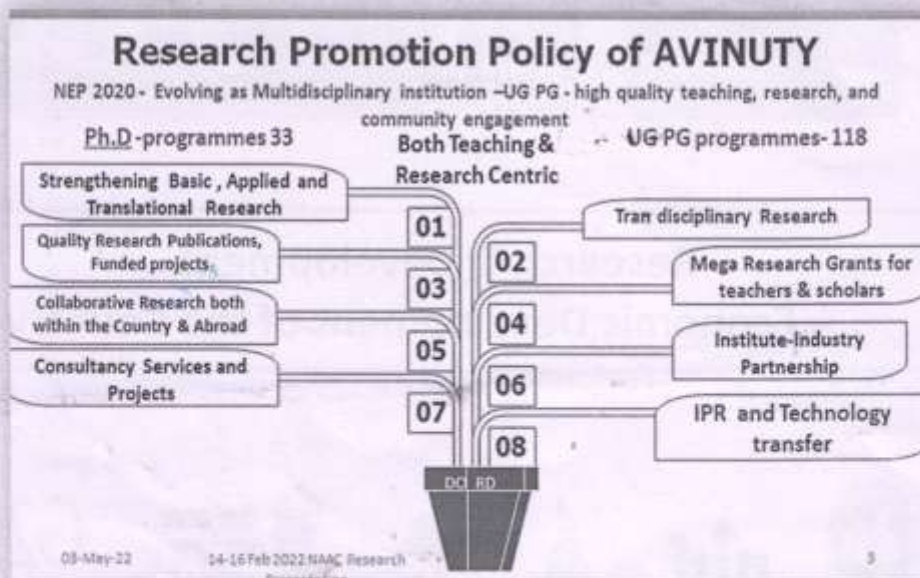 Research Promotion Policy of AVINUTY
NEP 2020 - Evolving as Multidisciplinary institution –UG PG - high quality teaching, research, and
community engagement
Ph.D -programmes 33
Both Teaching &
Research Centric
UG PG programmes- 118
Strengthening Basic , Applied and
Translational Research
01
Tran disciplinary Research
02
Quality Research Publications,
Funded projects,
03
Mega Research Grants for
teachers & scholars
04
Collaborative Research both
within the Country & Abroad
05
Institute-Industry
Partnership
06
Consultancy Services and
Projects
07
IPR and Technology
transfer
08
DO RD
03-May-22
14-16 Feb 2022 NAAC Research
3